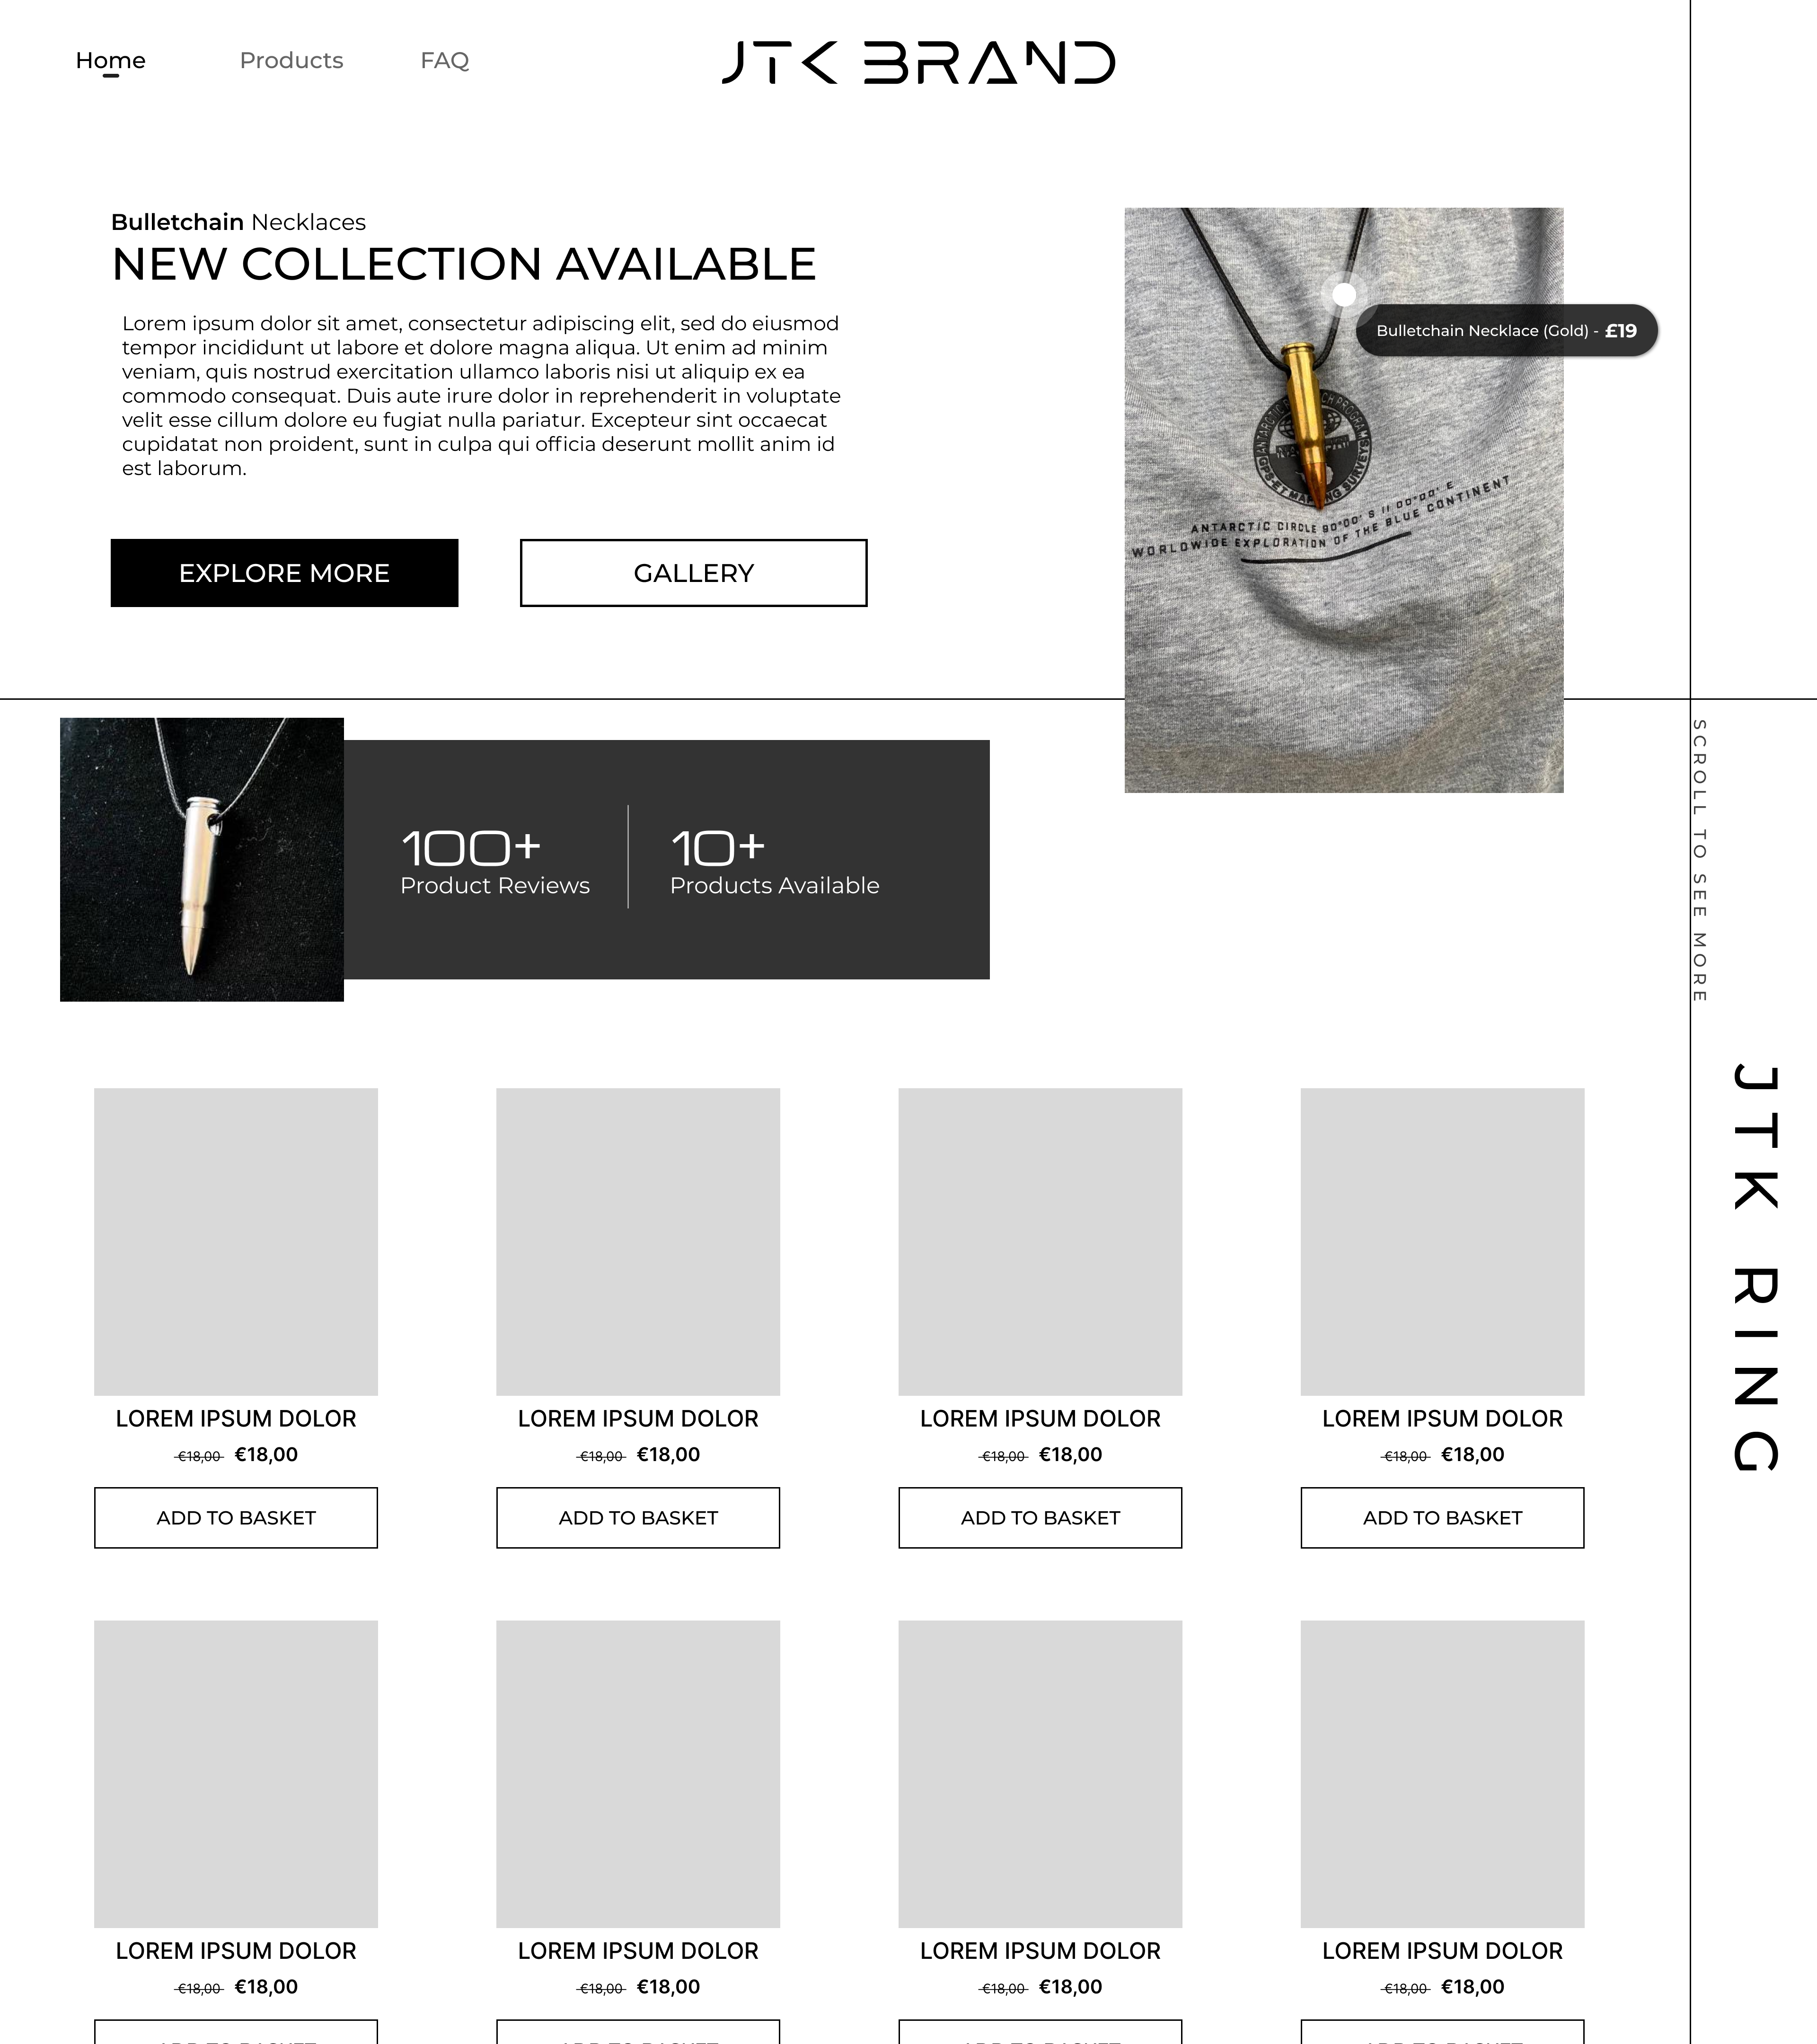 Home Products FAQ
JTK BRAND
Bulletchain Necklaces
NEW COLLECTION AVAILABLE
Lorem ipsum dolor sit amet, consectetur adipiscing elit, sed do eiusmod
tempor incididunt ut labore et dolore magna aliqua. Ut enim ad minim
veniam, quis nostrud exercitation ullamco laboris nisi ut aliquip ex ea
commodo consequat. Duis aute irure dolor in reprehenderit in voluptate
velit esse cillum dolore eu fugiat nulla pariatur. Excepteur sint occaecat
cupidatat non proident, sunt in culpa qui officia deserunt mollit anim id
est laborum.
EXPLORE MORE
GALLERY
Bulletchain Necklace (Gold) - £19
ANTARCTIC CIRCLE 90°00' S II 00°00' E
WORLDWIDE EXPLORATION OF THE BLUE CONTINENT
100+
Product Reviews
10+
Products Available
SCROLL TO SEE MORE
JTK RING
LOREM IPSUM DOLOR
€18,00 €18,00
ADD TO BASKET
LOREM IPSUM DOLOR
€18,00 €18,00
ADD TO BASKET
LOREM IPSUM DOLOR
€18,00 €18,00
ADD TO BASKET
LOREM IPSUM DOLOR
€18,00 €18,00
ADD TO BASKET
LOREM IPSUM DOLOR
€18,00 €18,00
LOREM IPSUM DOLOR
€18,00 €18,00
LOREM IPSUM DOLOR
€18,00 €18,00
LOREM IPSUM DOLOR
€18,00 €18,00